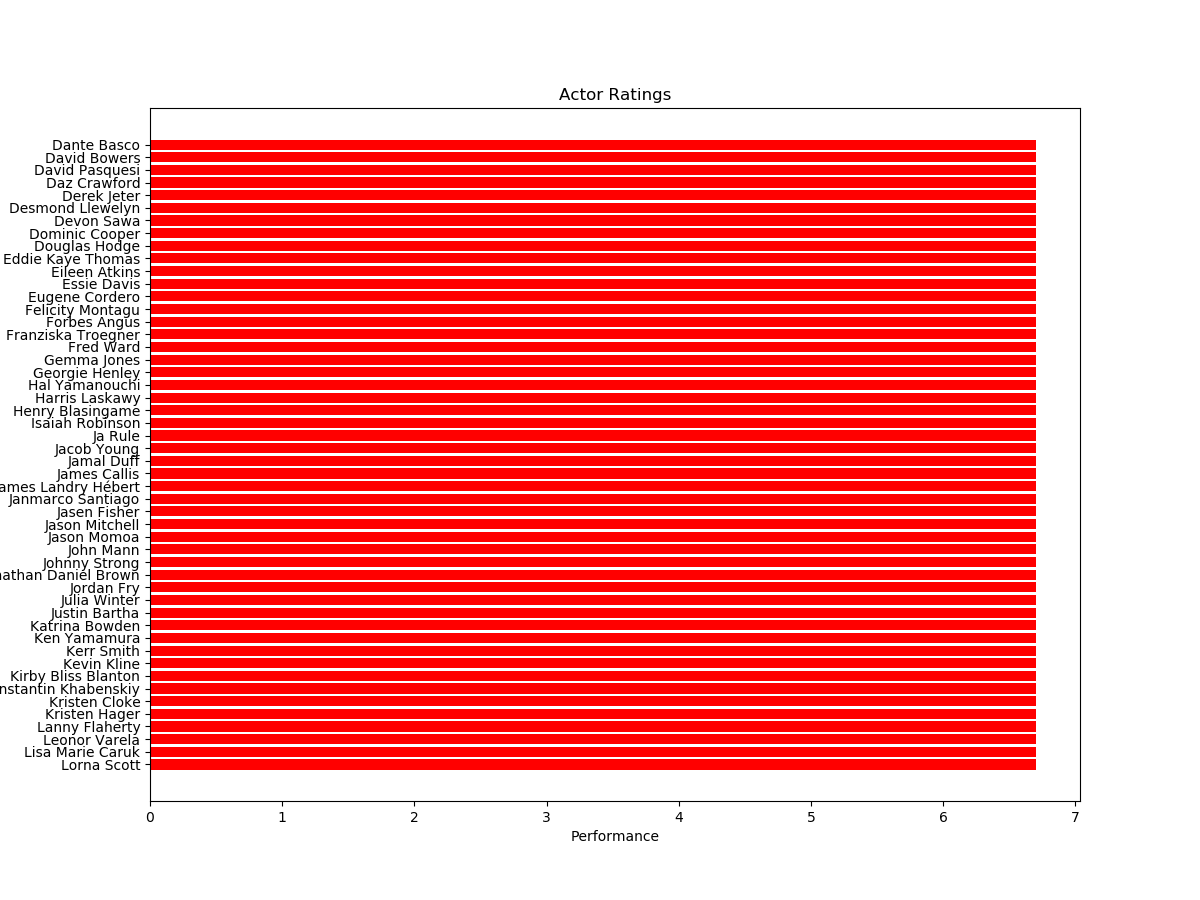 Actor Ratings
Dante Basco
David Bowers
David Pasquesi
Daz Crawford
Derek Jeter
Desmond Llewelyn
Devon Sawa
Dominic Cooper
Douglas Hodge
Eddie Kaye Thomas
Eileen Atkins
Essie Davis
Eugene Cordero
Felicity Montagu
Forbes Angus
Franziska Troegner
Fred Ward
Gemma Jones
Georgie Henley
Hal Yamanouchi
Harris Laskawy
Henry Blasingame
Isaiah Robinson
Ja Rule
Jacob Young
Jamal Duff
James Callis
ames Landry Hébert
Janmarco Santiago
Jasen Fisher
Jason Mitchell
Jason Momoa
John Mann
Johnny Strong
nathan Daniel Brown
Jordan Fry
Julia Winter
Justin Bartha
Katrina Bowden
Ken Yamamura
Kerr Smith
Kevin Kline
Kirby Bliss Blanton
nstantin Khabenskiy
Kristen Cloke
Kristen Hager
Lanny Flaherty
Leonor Varela
Lisa Marie Caruk
Lorna Scott
0 1 2 3 4 5 6 7
Performance